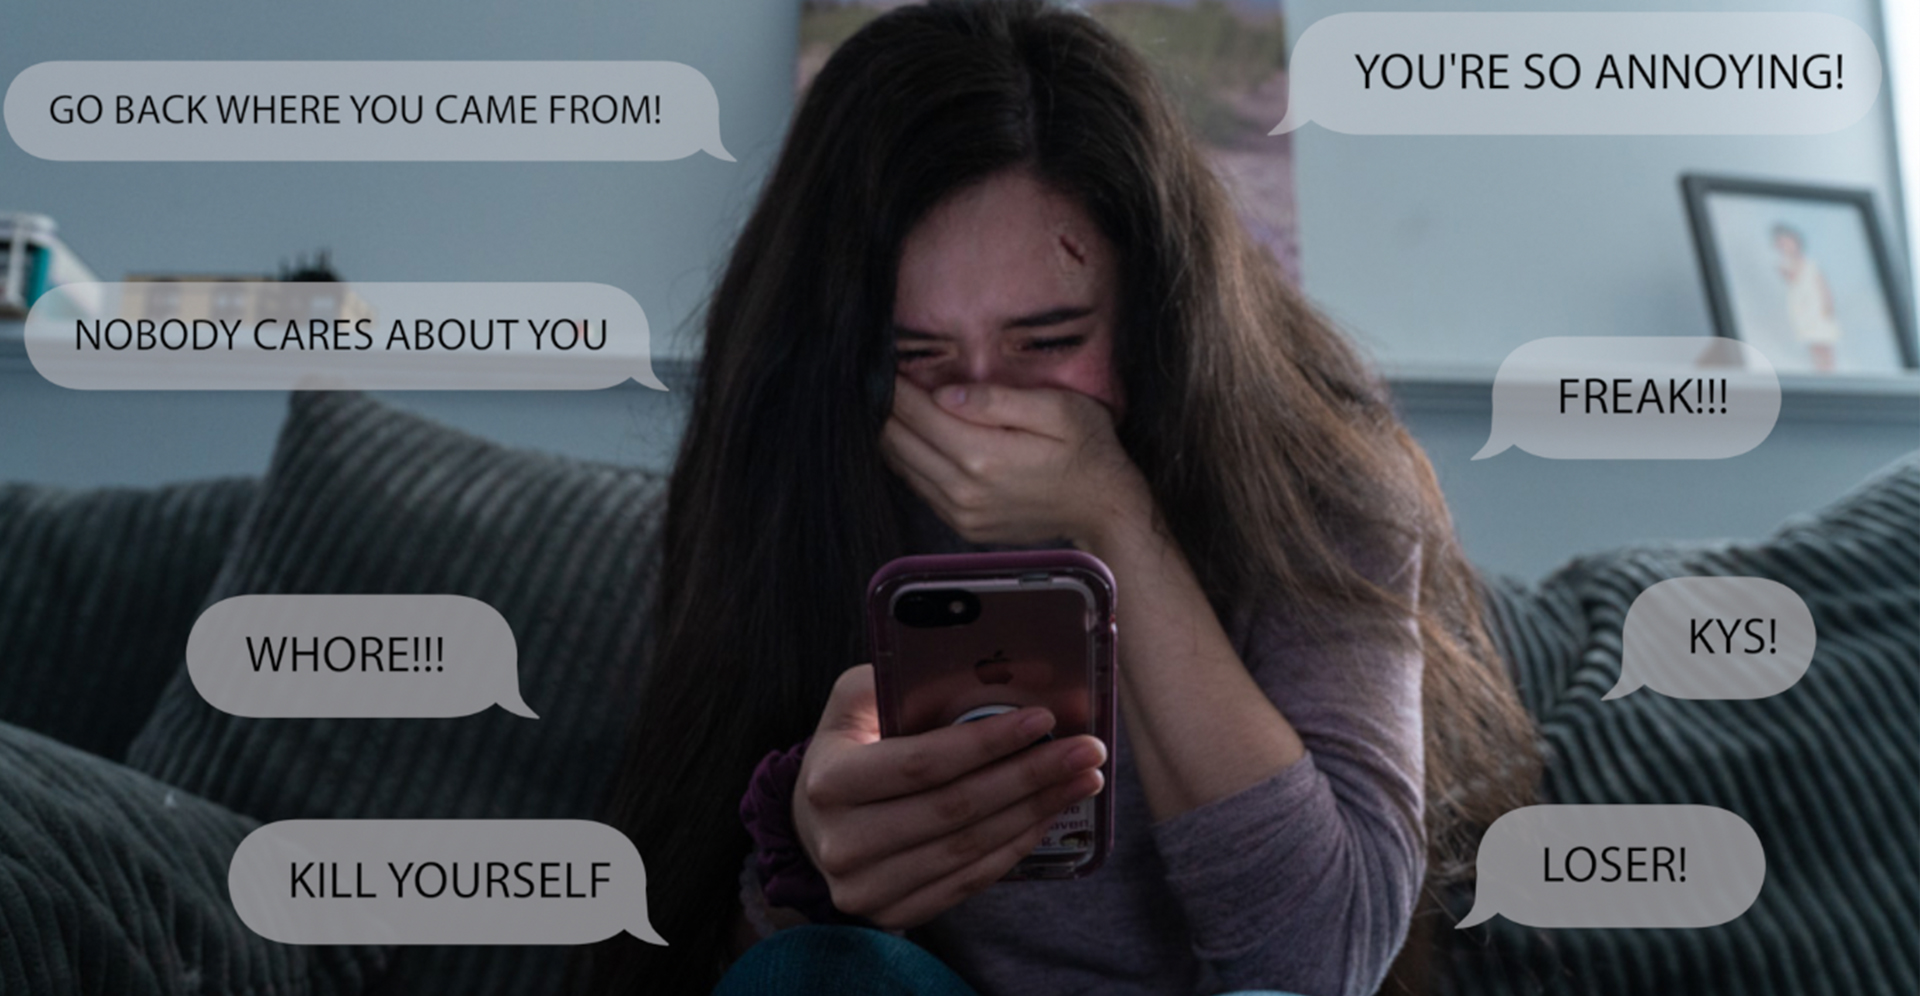 GO BACK WHERE YOU CAME FROM!
YOU'RE SO ANNOYING!
NOBODY CARES ABOUT YOU
FREAK!!!
WHORE!!!
KYS!
KILL YOURSELF
LOSER!